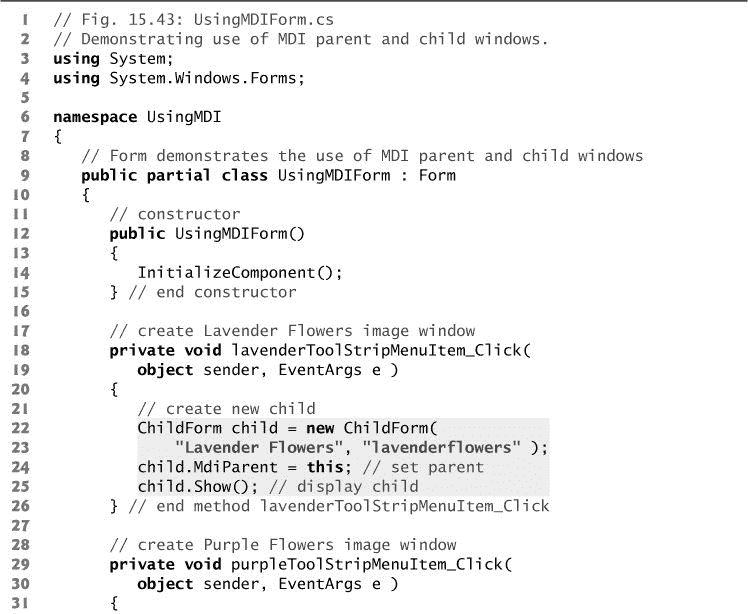 1 // Fig. 15.43: UsingMDIForm.cs
2 // Demonstrating use of MDI parent and child windows.
3 using System;
4 using System.Windows.Forms;
5
6 namespace UsingMDI
7 {
8    // Form demonstrates the use of MDI parent and child windows
9    public partial class UsingMDIForm : Form
10    {
11       // constructor
12       public UsingMDIForm()
13       {
14          InitializeComponent();
15       } // end constructor
16
17       // create Lavender Flowers image window
18       private void lavenderToolStripMenuItem_Click(
19          object sender, EventArgs e )
20       {
21          // create new child
22          ChildForm child = new ChildForm(
23             "Lavender Flowers", "lavenderflowers" );
24          child.MdiParent = this; // set parent
25          child.Show(); // display child
26       } // end method lavenderToolStripMenuItem_Click
27
28       // create Purple Flowers image window
29       private void purpleToolStripMenuItem_Click(
30          object sender, EventArgs e )
31       {